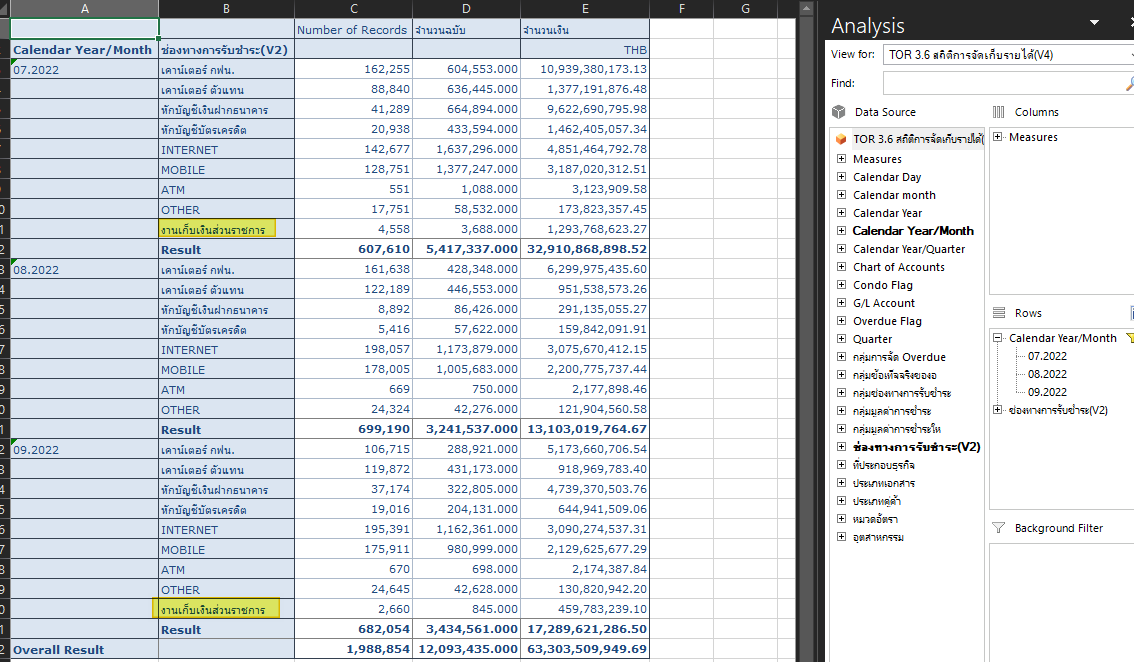 A B C D E F G
Number of Records จำนวนฉบับ จำนวนเงิน
Calendar Year/Month ช่องทางการรับชำระ(V2) THB
07.2022 เคาน์เตอร์ กฟน. 162,255 604,553.000 10,939,380,173.13
เคาน์เตอร์ ตัวแทน 88,840 636,445.000 1,377,191,876.48
หักบัญชีเงินฝากธนาคาร 41,289 664,894.000 9,622,690,795.98
หักบัญชีบัตรเครดิต 20,938 433,594.000 1,462,405,057.34
INTERNET 142,677 1,637,296.000 4,851,464,792.78
MOBILE 128,751 1,377,247.000 3,187,020,312.51
ATM 551 1,088.000 3,123,909.58
OTHER 17,751 58,532.000 173,823,357.45
งานเก็บเงินส่วนราชการ 4,558 3,688.000 1,293,768,623.27
Result 607,610 5,417,337.000 32,910,868,898.52
08.2022 เคาน์เตอร์ กฟน. 161,638 428,348.000 6,299,975,435.60
เคาน์เตอร์ ตัวแทน 122,189 446,553.000 951,538,573.26
หักบัญชีเงินฝากธนาคาร 8,892 86,426.000 291,135,055.27
หักบัญชีบัตรเครดิต 5,416 57,622.000 159,842,091.91
INTERNET 198,057 1,173,879.000 3,075,670,412.15
MOBILE 178,005 1,005,683.000 2,200,775,737.44
ATM 669 750.000 2,177,898.46
OTHER 24,324 42,276.000 121,904,560.58
Result 699,190 3,241,537.000 13,103,019,764.67
09.2022 เคาน์เตอร์ กฟน. 106,715 288,921.000 5,173,660,706.54
เคาน์เตอร์ ตัวแทน 119,872 431,173.000 918,969,783.40
หักบัญชีเงินฝากธนาคาร 37,174 322,805.000 4,739,370,503.76
หักบัญชีบัตรเครดิต 19,016 204,131.000 644,941,509.06
INTERNET 195,391 1,162,361.000 3,090,274,537.31
MOBILE 175,911 980,999.000 2,129,625,677.29
ATM 670 698.000 2,174,387.84
OTHER 24,645 42,628.000 130,820,942.20
งานเก็บเงินส่วนราชการ 2,660 845.000 459,783,239.10
Result 682,054 3,434,561.000 17,289,621,286.50
Overall Result 1,988,854 12,093,435.000 63,303,509,949.69
Analysis
View for: TOR 3.6 สถิติการจัดเก็บรายได้(V4)
Find:
Data Source
TOR 3.6 สถิติการจัดเก็บรายได้(
Measures
Calendar Day
Calendar month
Calendar Year
Calendar Year/Month
Calendar Year/Quarter
Chart of Accounts
Condo Flag
G/L Account
Overdue Flag
Quarter
กลุ่มการจัด Overdue
กลุ่มข้อเท็จจริงของอ
กลุ่มช่องทางการรับชำระ
กลุ่มมูลค่าการชำระ
กลุ่มมูลค่าการชำระให
ช่องทางการรับชำระ(V2)
ที่ประกอบธุรกิจ
ประเภทเอกสาร
ประเภทคู่ค้า
หมวดอัตรา
อุตสาหกรรม
Columns
Measures
Rows
Calendar Year/Month
07.2022
08.2022
09.2022
ช่องทางการรับชำระ(V2)
Background Filter